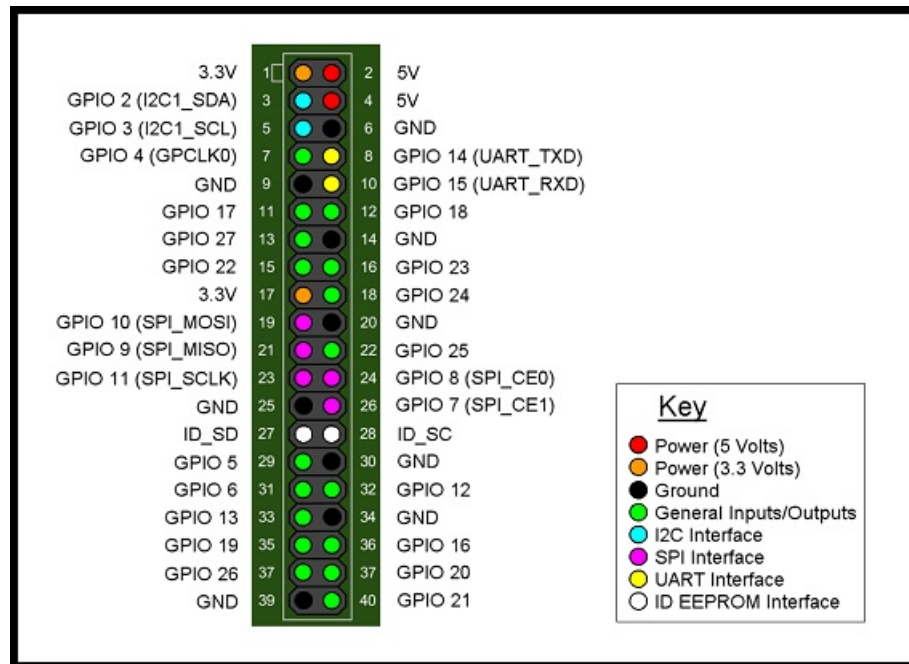 3.3V 1 2 5V
GPIO 2 (I2C1_SDA) 3 4 5V
GPIO 3 (I2C1_SCL) 5 6 GND
GPIO 4 (GPCLK0) 7 8 GPIO 14 (UART_TXD)
GND 9 10 GPIO 15 (UART_RXD)
GPIO 17 11 12 GPIO 18
GPIO 27 13 14 GND
GPIO 22 15 16 GPIO 23
3.3V 17 18 GPIO 24
GPIO 10 (SPI_MOSI) 19 20 GND
GPIO 9 (SPI_MISO) 21 22 GPIO 25
GPIO 11 (SPI_SCLK) 23 24 GPIO 8 (SPI_CE0)
GND 25 26 GPIO 7 (SPI_CE1)
ID_SD 27 28 ID_SC
GPIO 5 29 30 GND
GPIO 6 31 32 GPIO 12
GPIO 13 33 34 GND
GPIO 19 35 36 GPIO 16
GPIO 26 37 37 GPIO 20
GND 39 40 GPIO 21
Key
Power (5 Volts)
Power (3.3 Volts)
Ground
General Inputs/Outputs
I2C Interface
SPI Interface
UART Interface
ID EEPROM Interface